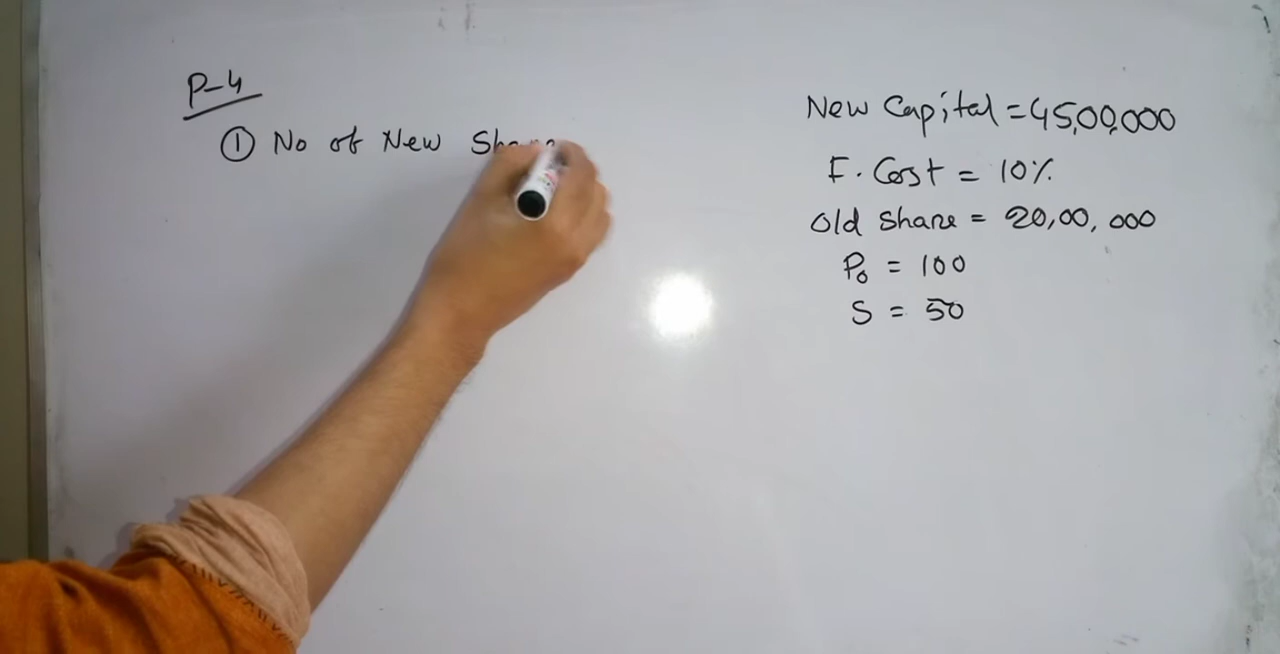 P-4
① No of New
New Capital = 45,00,000
F. Cost = 10%
Old Share = 20,00,000
P₀ = 100
S = 50